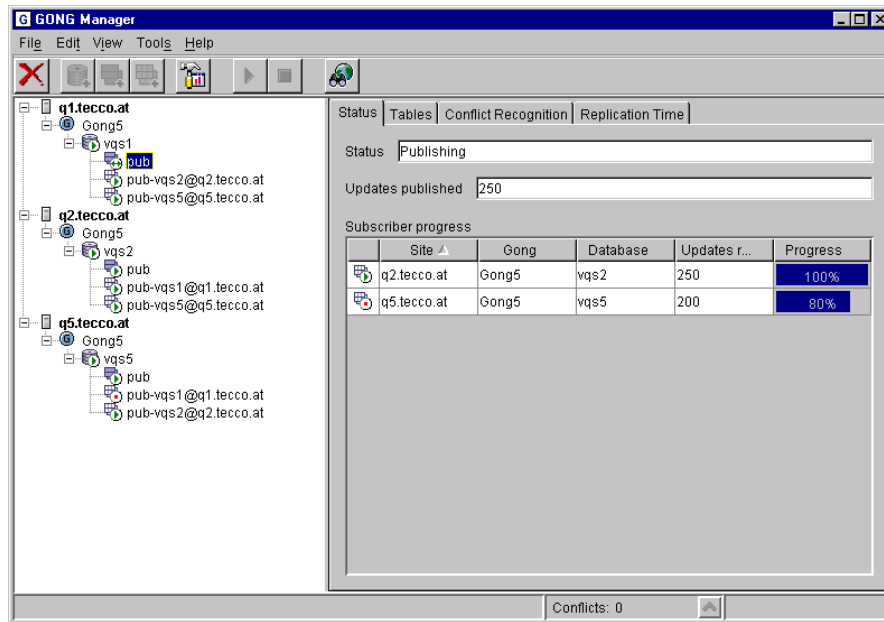 GONG Manager
File Edit View Tools Help
q1.tecco.at
Gong5
vqs1
pub
pub-vqs2@q2.tecco.at
pub-vqs5@q5.tecco.at
q2.tecco.at
Gong5
vqs2
pub
pub-vqs1@q1.tecco.at
pub-vqs5@q5.tecco.at
q5.tecco.at
Gong5
vqs5
pub
pub-vqs1@q1.tecco.at
pub-vqs2@q2.tecco.at
Status Tables Conflict Recognition Replication Time
Status Publishing
Updates published 250
Subscriber progress
Site Gong Database Updates r... Progress
q2.tecco.at Gong5 vqs2 250 100%
q5.tecco.at Gong5 vqs5 200 80%
Conflicts: 0